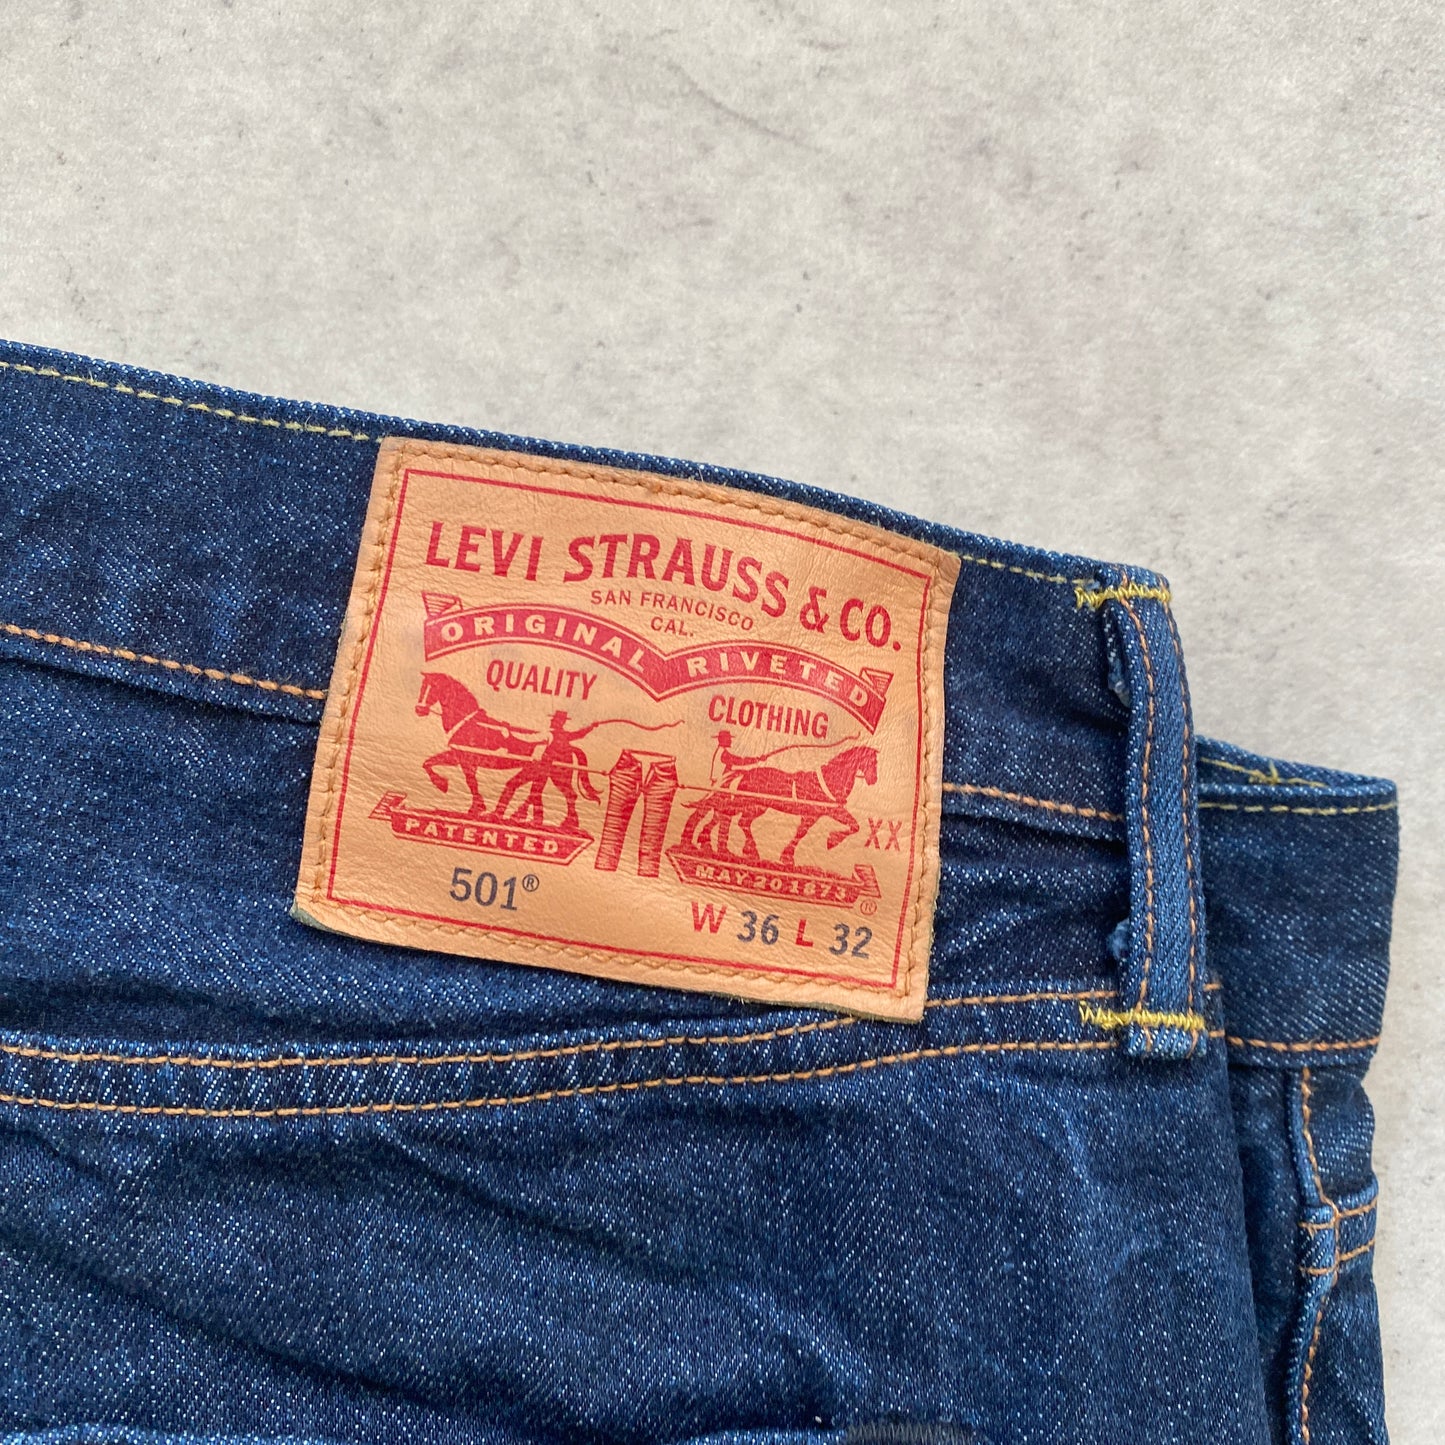 LEVI STRAUSS & CO.
SAN FRANCISCO
CAL.
ORIGINAL RIVETED
QUALITY CLOTHING
XX
PATENTED MAY 20 1873 ®
501®
W 36 L 32